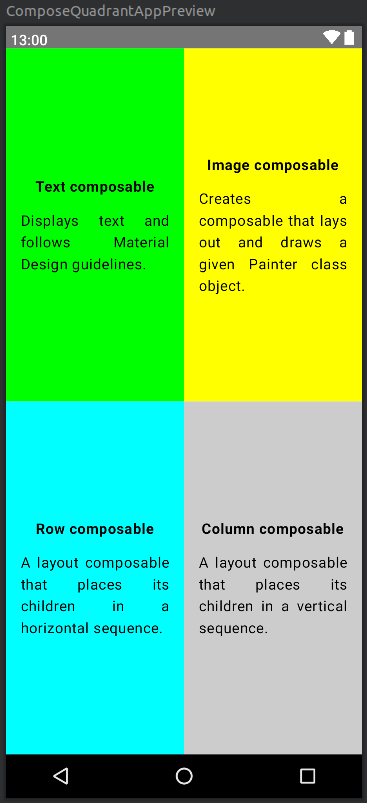 ComposeQuadrantAppPreview
13:00
Text composable
Displays text and
follows Material
Design guidelines.
Image composable
Creates a
composable that lays
out and draws a
given Painter class
object.
Row composable
A layout composable
that places its
children in a
horizontal sequence.
Column composable
A layout composable
that places its
children in a vertical
sequence.